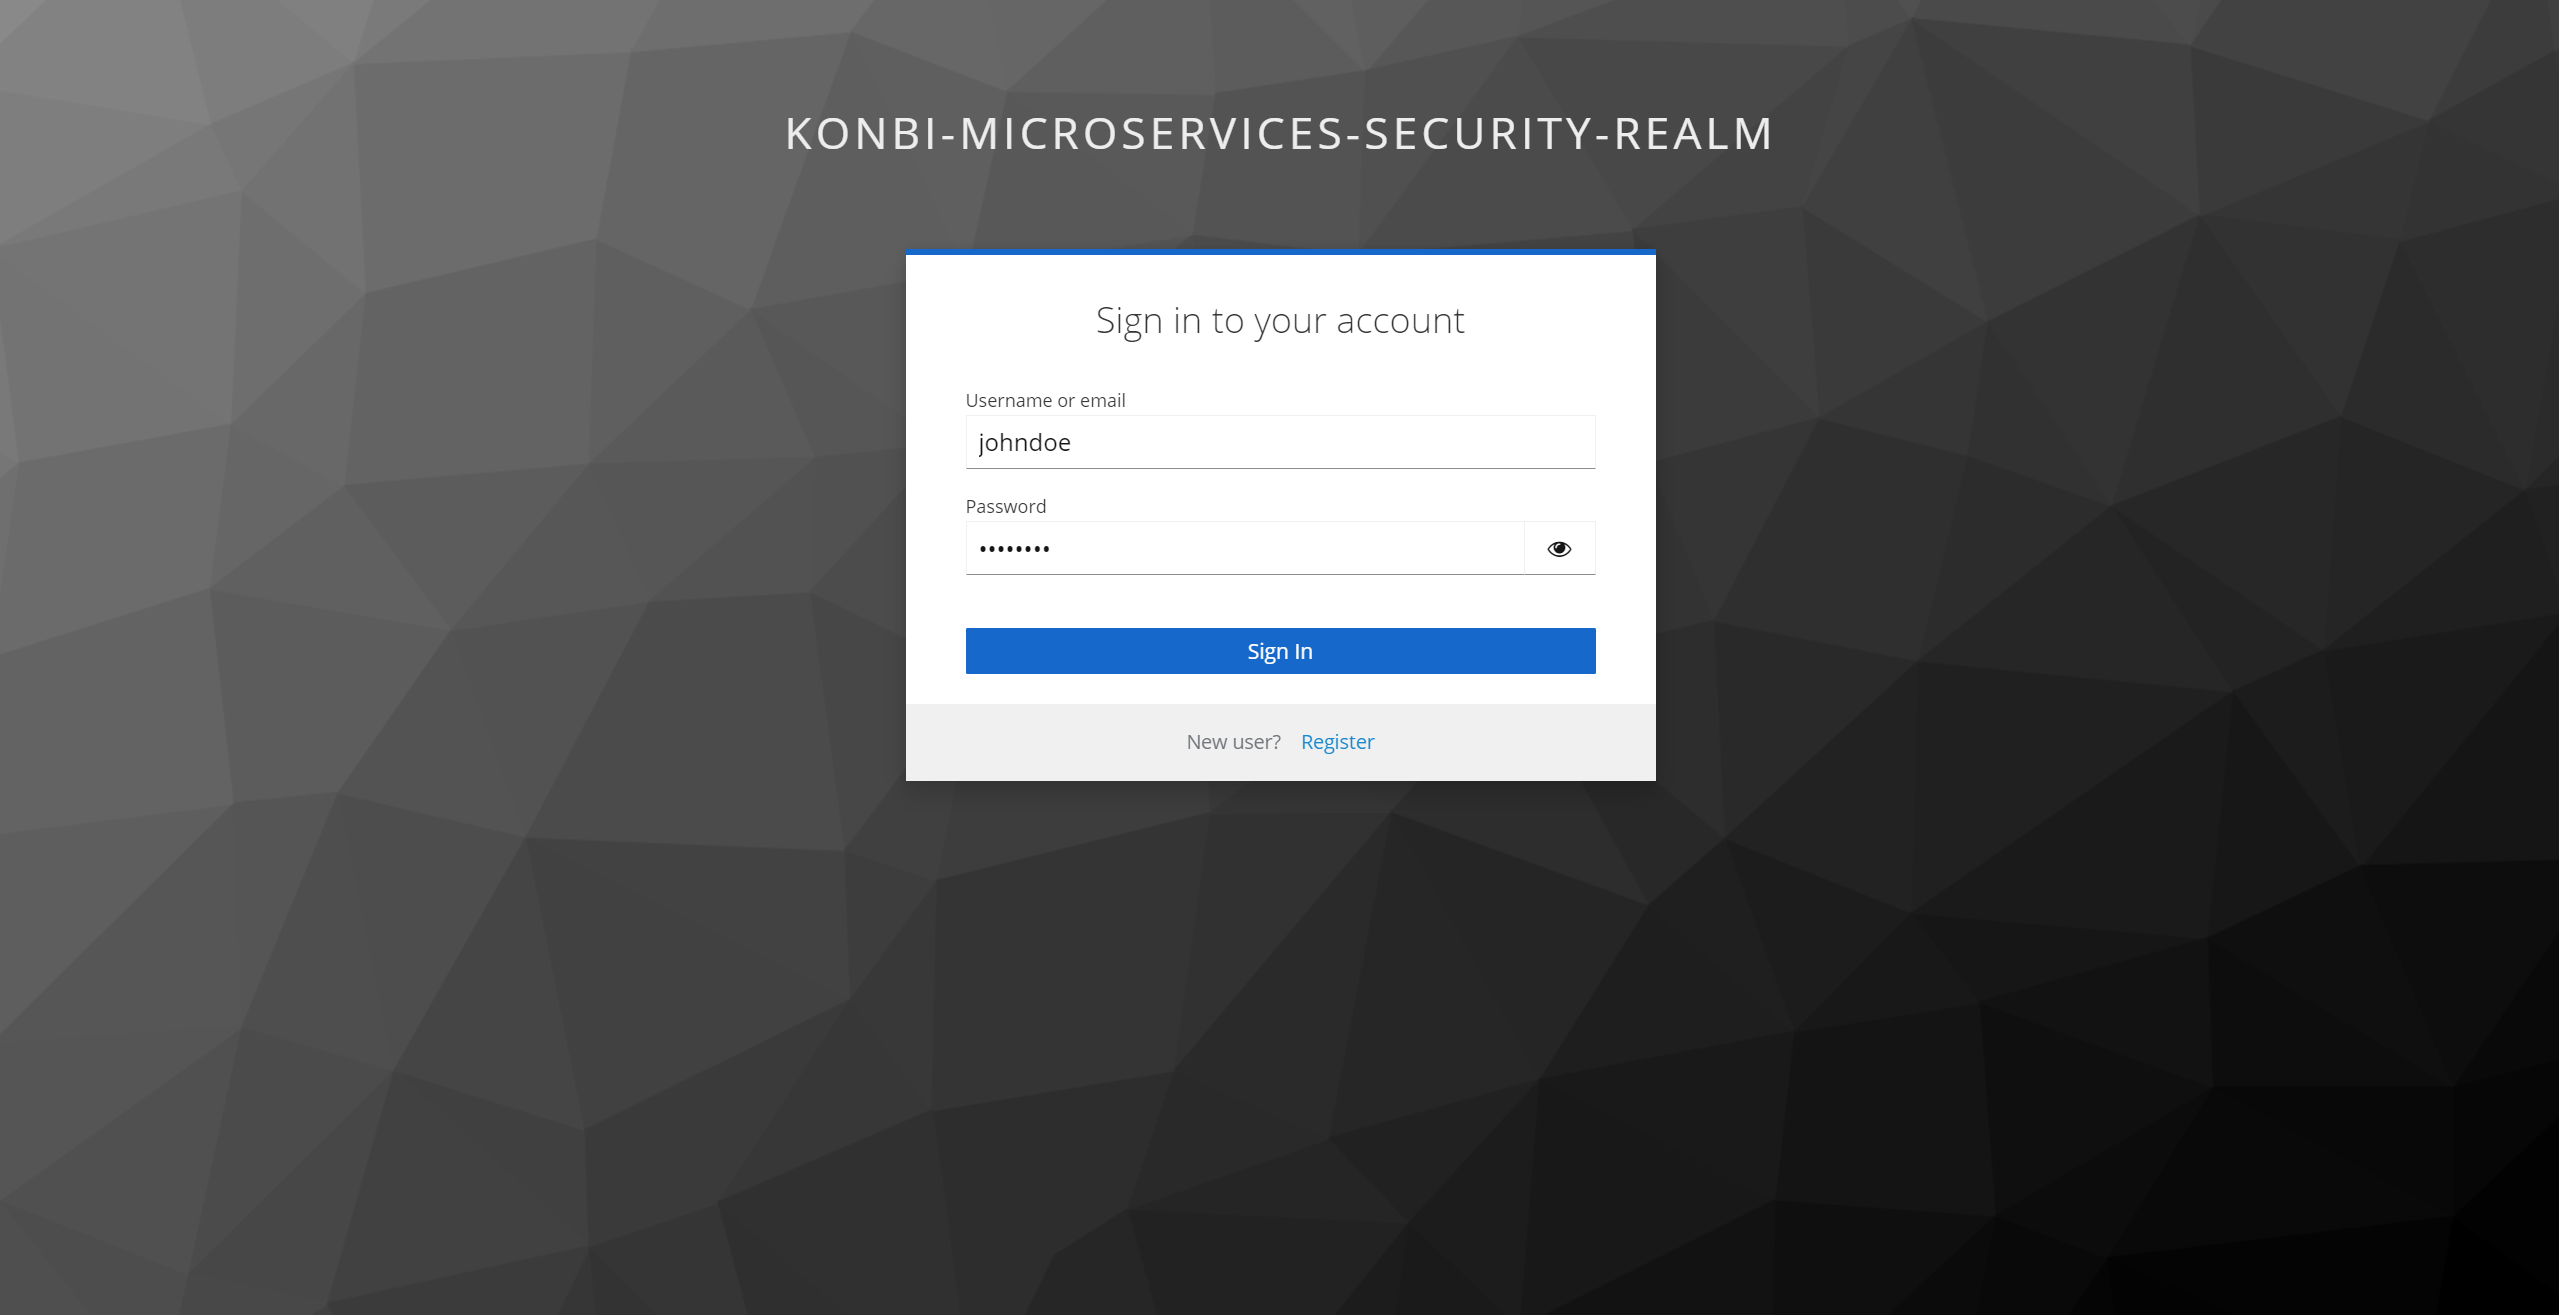 KONBI-MICROSERVICES-SECURITY-REALM
Sign in to your account
Username or email
johndoe
Password
••••••••
Sign In
New user? Register